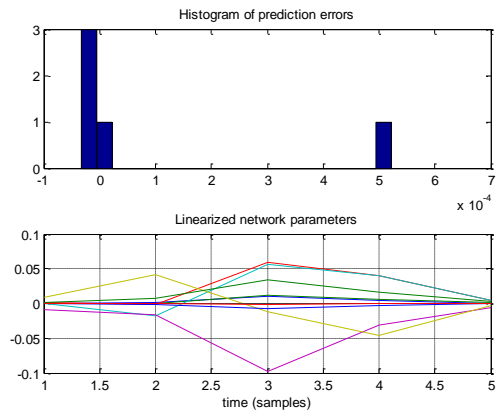 Histogram of prediction errors
3
2
1
0
-1 0 1 2 3 4 5 6 7
x 10^-4
Linearized network parameters
0.1
0.05
0
-0.05
-0.1
1 1.5 2 2.5 3 3.5 4 4.5 5
time (samples)